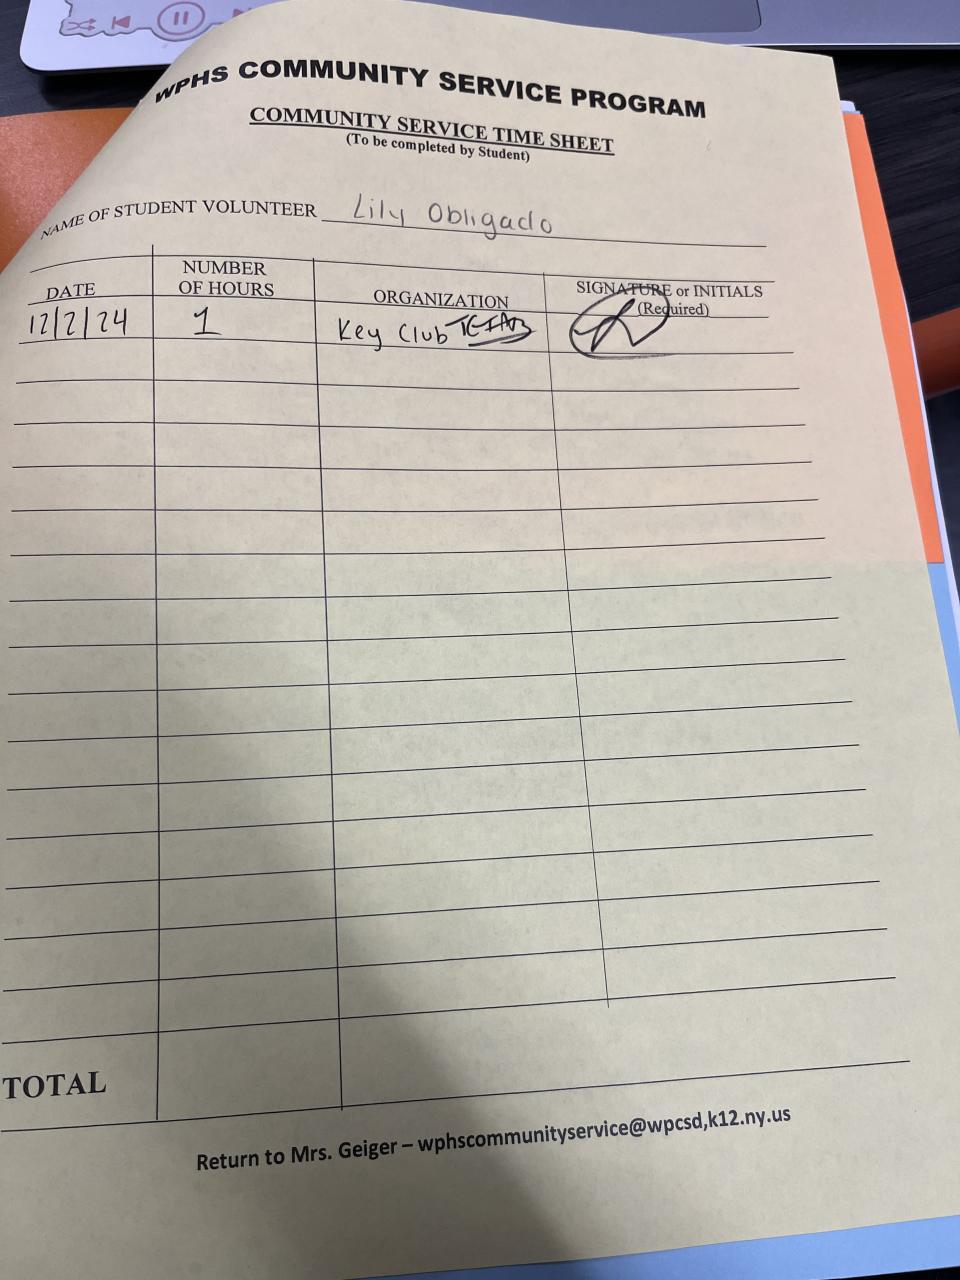 WPHS COMMUNITY SERVICE PROGRAM
COMMUNITY SERVICE TIME SHEET
(To be completed by Student)
NAME OF STUDENT VOLUNTEER Lily Obligado
DATE NUMBER OF HOURS ORGANIZATION SIGNATURE or INITIALS (Required)
12/2/24 1 Key Club
TOTAL
Return to Mrs. Geiger – wphscommunityservice@wpcsd,k12.ny.us